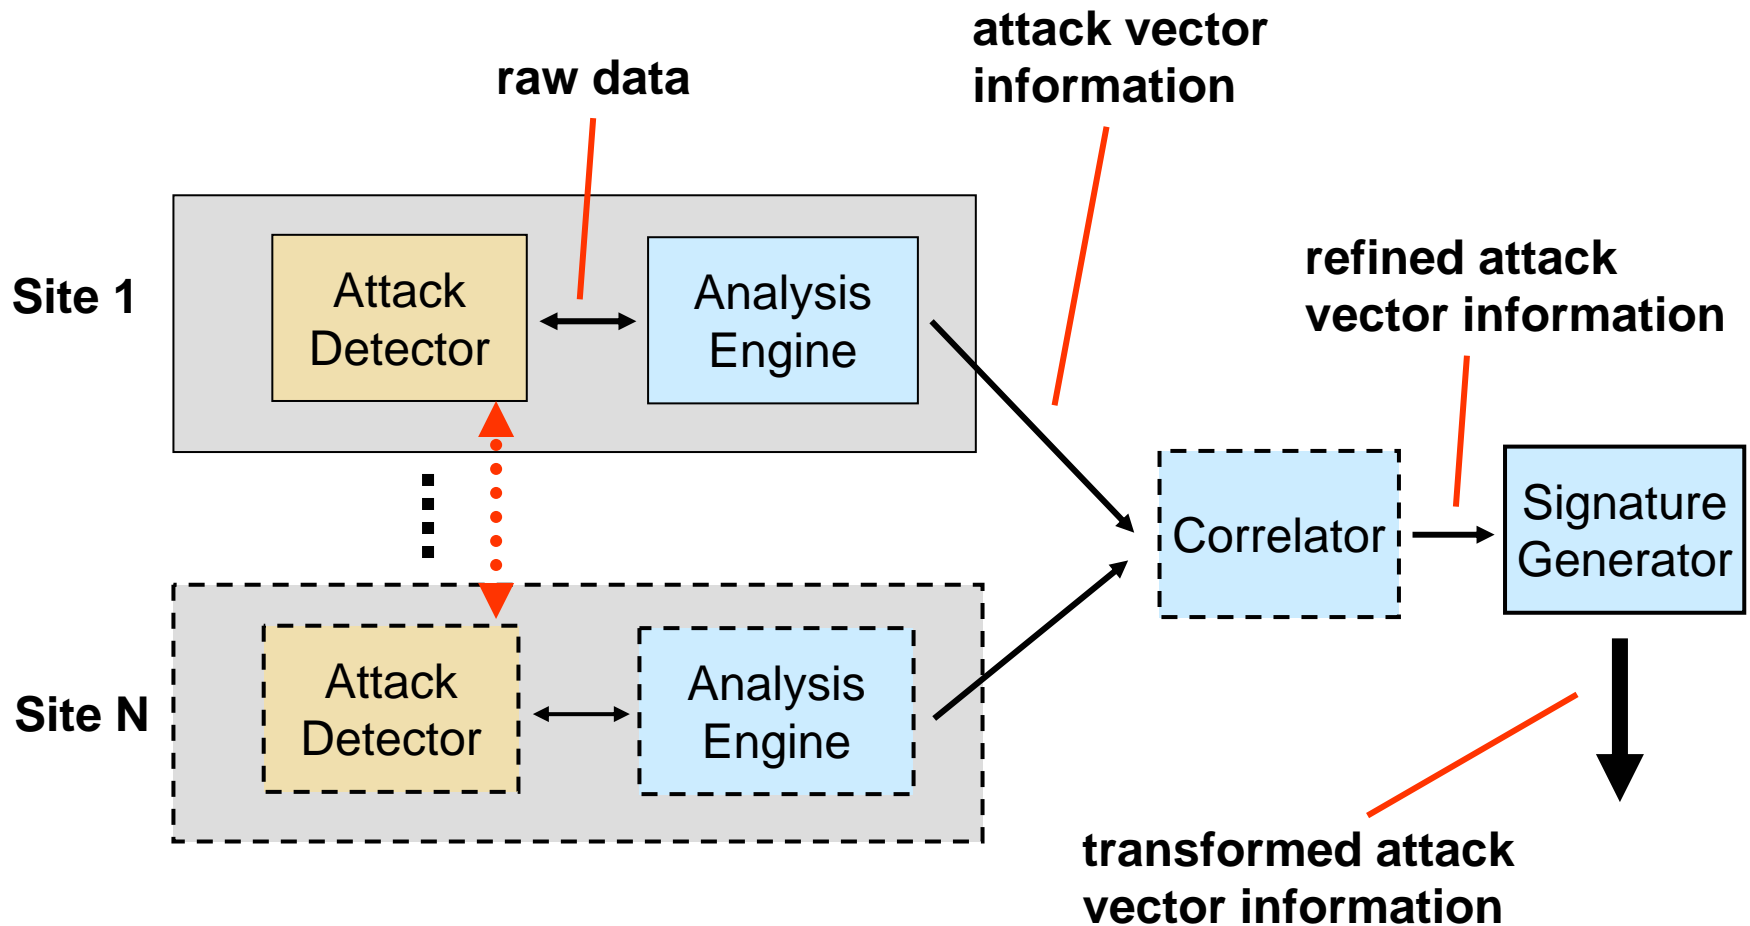 raw data
attack vector
information
Site 1
Attack
Detector
Analysis
Engine
refined attack
vector information
Correlator
Signature
Generator
Site N
Attack
Detector
Analysis
Engine
transformed attack
vector information